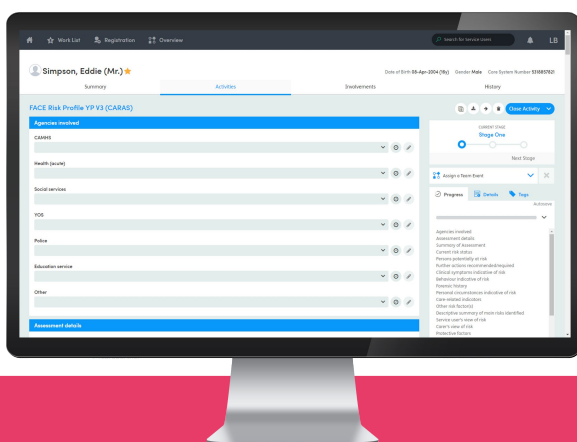 Work List Registration Overview Search for Service Users LB
Simpson, Eddie (Mr.) Date of Birth 08-Apr-2004 (18y) Gender Male Core System Number
Summary Activities Involvements History
FACE Risk Profile YP V3 (CARAS) Close Activity
Agencies involved
CURRENT STAGE
Stage One
CAMHS
Next Stage
Health (acute)
Assign a Team Event
Social services
Progress Details Tags
Autosave
YOS
Police
Education service
Other
Assessment details
Agencies involved
Assessment details
Summary of Assessment
Current risk status
Persons potentially at risk
Further actions recommended/required
Clinical symptoms indicative of risk
Behaviour indicative of risk
Forensic history
Personal circumstances indicative of risk
Care-related indicators
Other risk factor(s)
Descriptive summary of main risks identified
Service user's view of risk
Carer's view of risk
Protective factors